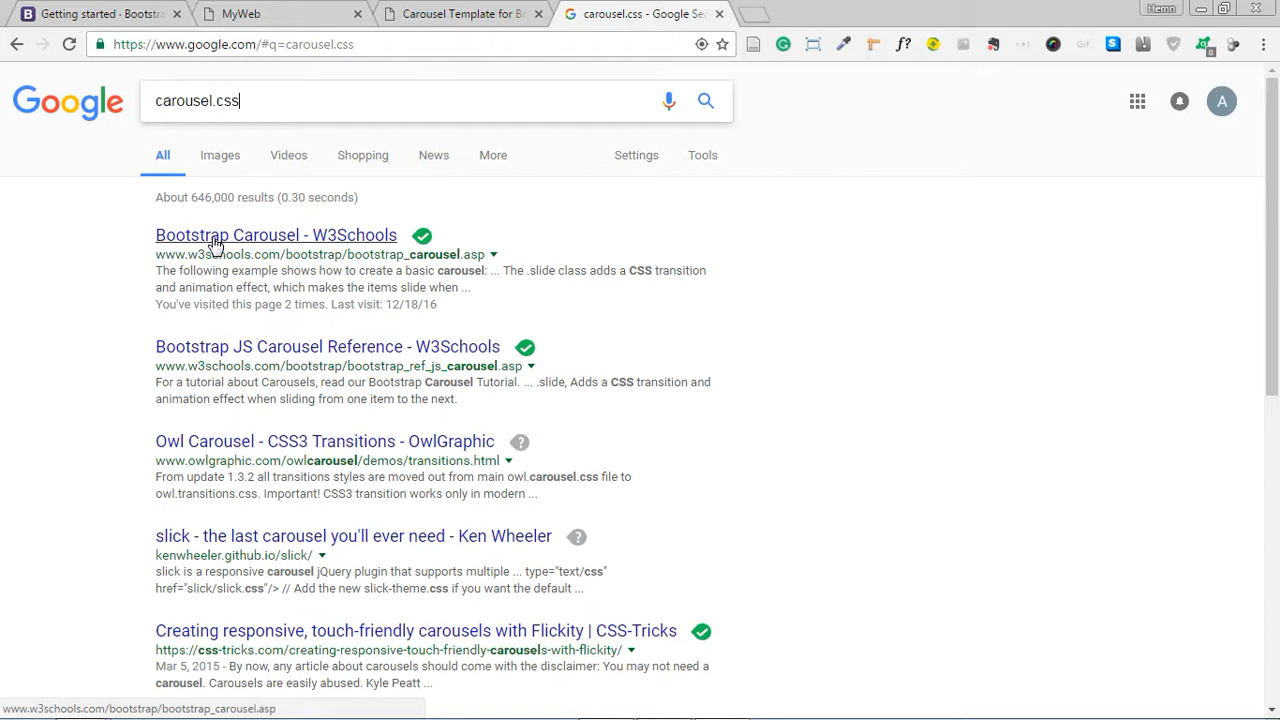 Getting started · Bootstr
MyWeb
Carousel Template for Bo
carousel.css - Google Sea
Hemn
https://www.google.com/#q=carousel.css
f?
Git
S
0
Google
carousel.css
A
All
Images
Videos
Shopping
News
More
Settings
Tools
About 646,000 results (0.30 seconds)
Bootstrap Carousel - W3Schools
www.w3schools.com/bootstrap/bootstrap_carousel.asp
The following example shows how to create a basic carousel: ... The .slide class adds a CSS transition
and animation effect, which makes the items slide when ...
You've visited this page 2 times. Last visit: 12/18/16
Bootstrap JS Carousel Reference - W3Schools
www.w3schools.com/bootstrap/bootstrap_ref_js_carousel.asp
For a tutorial about Carousels, read our Bootstrap Carousel Tutorial. ... .slide, Adds a CSS transition and
animation effect when sliding from one item to the next.
Owl Carousel - CSS3 Transitions - OwlGraphic
www.owlgraphic.com/owlcarousel/demos/transitions.html
From update 1.3.2 all transitions styles are moved out from main owl.carousel.css file to
owl.transitions.css. Important! CSS3 transition works only in modern ...
slick - the last carousel you'll ever need - Ken Wheeler
kenwheeler.github.io/slick/
slick is a responsive carousel jQuery plugin that supports multiple ... type="text/css"
href="slick/slick.css"/> // Add the new slick-theme.css if you want the default ...
Creating responsive, touch-friendly carousels with Flickity | CSS-Tricks
https://css-tricks.com/creating-responsive-touch-friendly-carousels-with-flickity/
Mar 5, 2015 - By now, any article about carousels should come with the disclaimer: You may not need a
carousel. Carousels are easily abused. Kyle Peatt ...
www.w3schools.com/bootstrap/bootstrap_carousel.asp